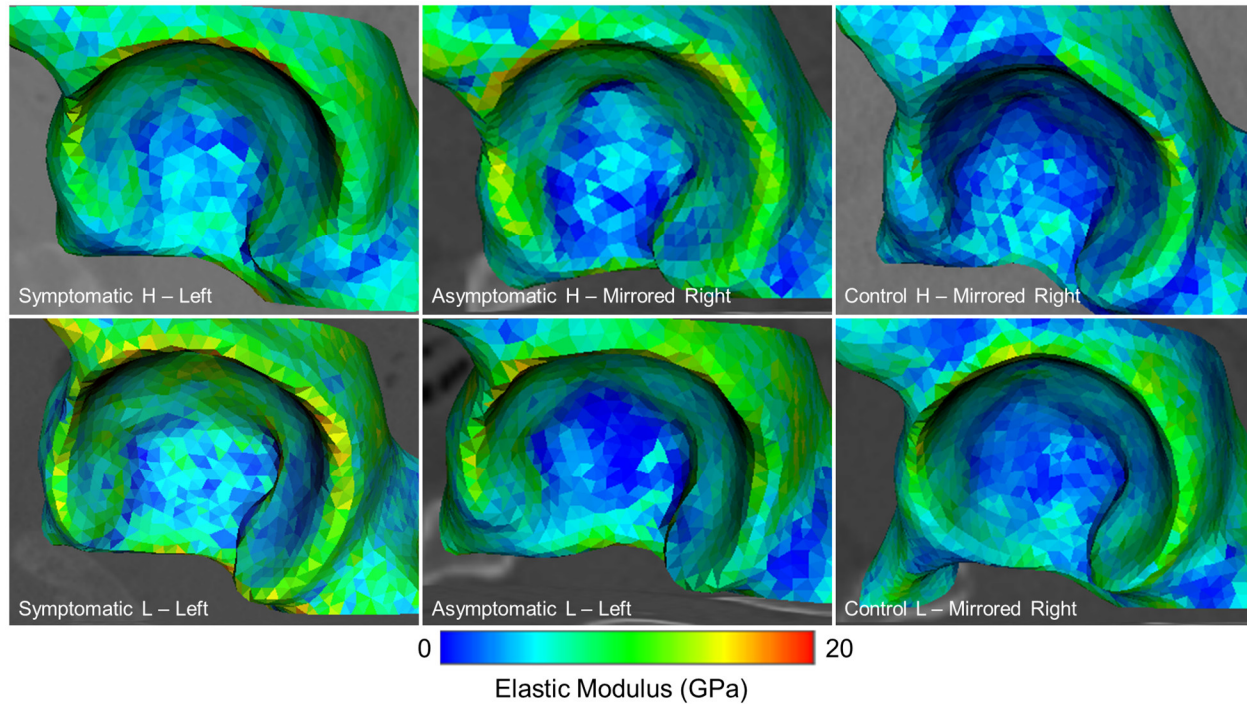 Symptomatic H – Left
Asymptomatic H – Mirrored Right
Control H – Mirrored Right
Symptomatic L – Left
Asymptomatic L – Left
Control L – Mirrored Right
0
20
Elastic Modulus (GPa)